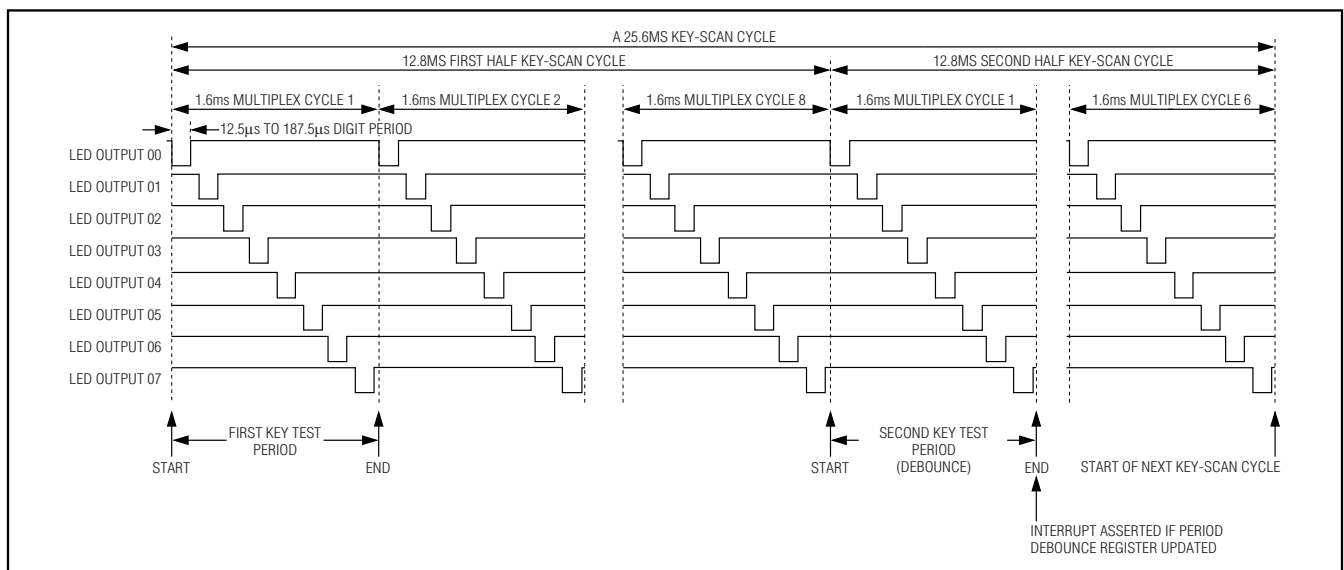 A 25.6MS KEY-SCAN CYCLE
12.8MS FIRST HALF KEY-SCAN CYCLE
12.8MS SECOND HALF KEY-SCAN CYCLE
1.6ms MULTIPLEX CYCLE 1
1.6ms MULTIPLEX CYCLE 2
1.6ms MULTIPLEX CYCLE 8
1.6ms MULTIPLEX CYCLE 1
1.6ms MULTIPLEX CYCLE 6
12.5μs TO 187.5μs DIGIT PERIOD
LED OUTPUT 00
LED OUTPUT 01
LED OUTPUT 02
LED OUTPUT 03
LED OUTPUT 04
LED OUTPUT 05
LED OUTPUT 06
LED OUTPUT 07
FIRST KEY TEST
PERIOD
START
END
SECOND KEY TEST
PERIOD
(DEBOUNCE)
START
END
START OF NEXT KEY-SCAN CYCLE
INTERRUPT ASSERTED IF PERIOD
DEBOUNCE REGISTER UPDATED